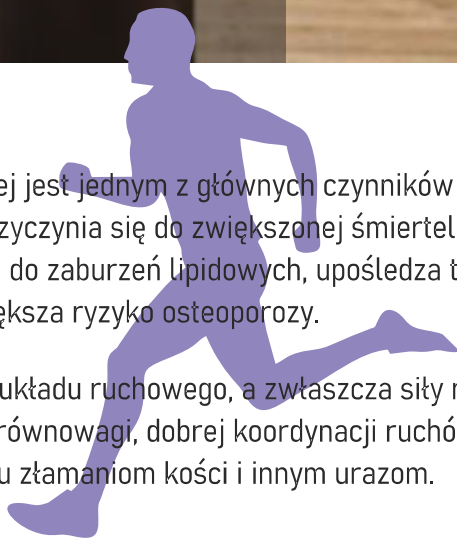 ej jest jednym z głównych czynników
zyczynia się do zwiększonej śmiertel
do zaburzeń lipidowych, upośledza t
ększa ryzyko osteoporozy.
układu ruchowego, a zwłaszcza siły
równowagi, dobrej koordynacji ruchó
u złamaniom kości i innym urazom.